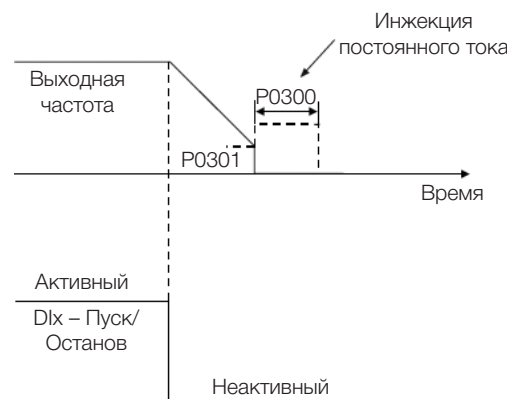 Инжекция
постоянного тока
Выходная
частота
P0300
P0301
Время
Активный
DIx – Пуск/
Останов
Неактивный